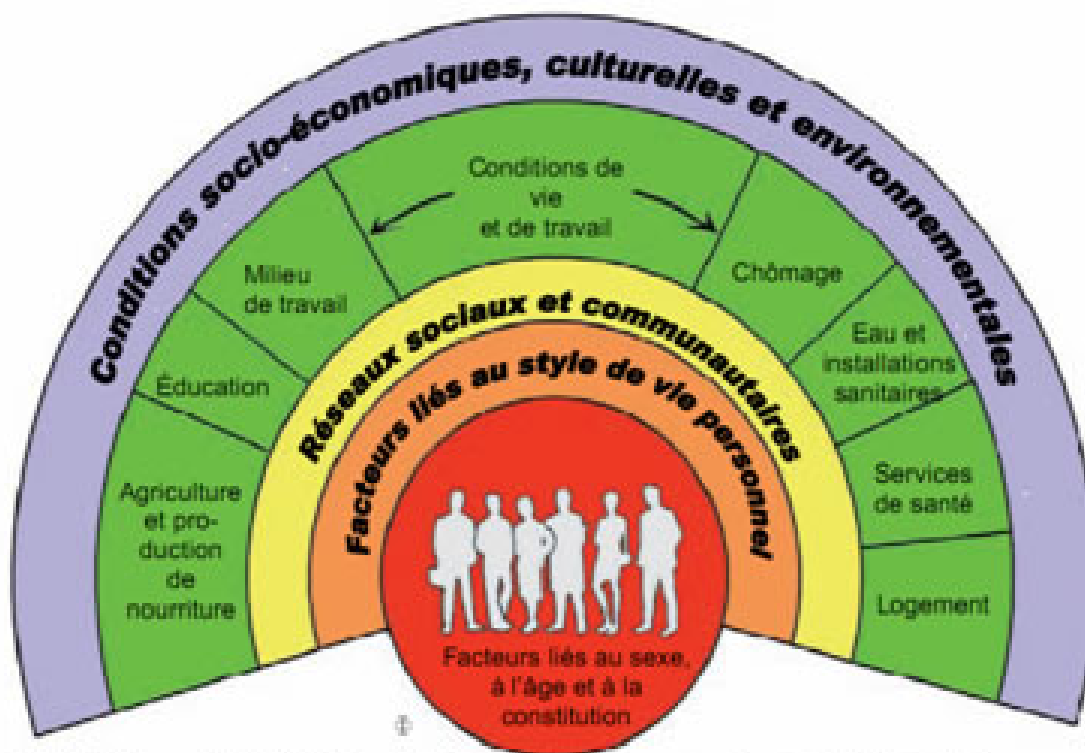 Conditions socio-économiques, culturelles et environnementales
Conditions de
vie
et de travail
Milieu
de travail
Éducation
Agriculture
et pro-
duction
de
nourriture
Chômage
Eau et
installations
sanitaires
Services
de santé
Logement
Réseaux sociaux et communautaires
Facteurs liés au style de vie personnel
Facteurs liés au sexe,
à l'âge et à la
constitution